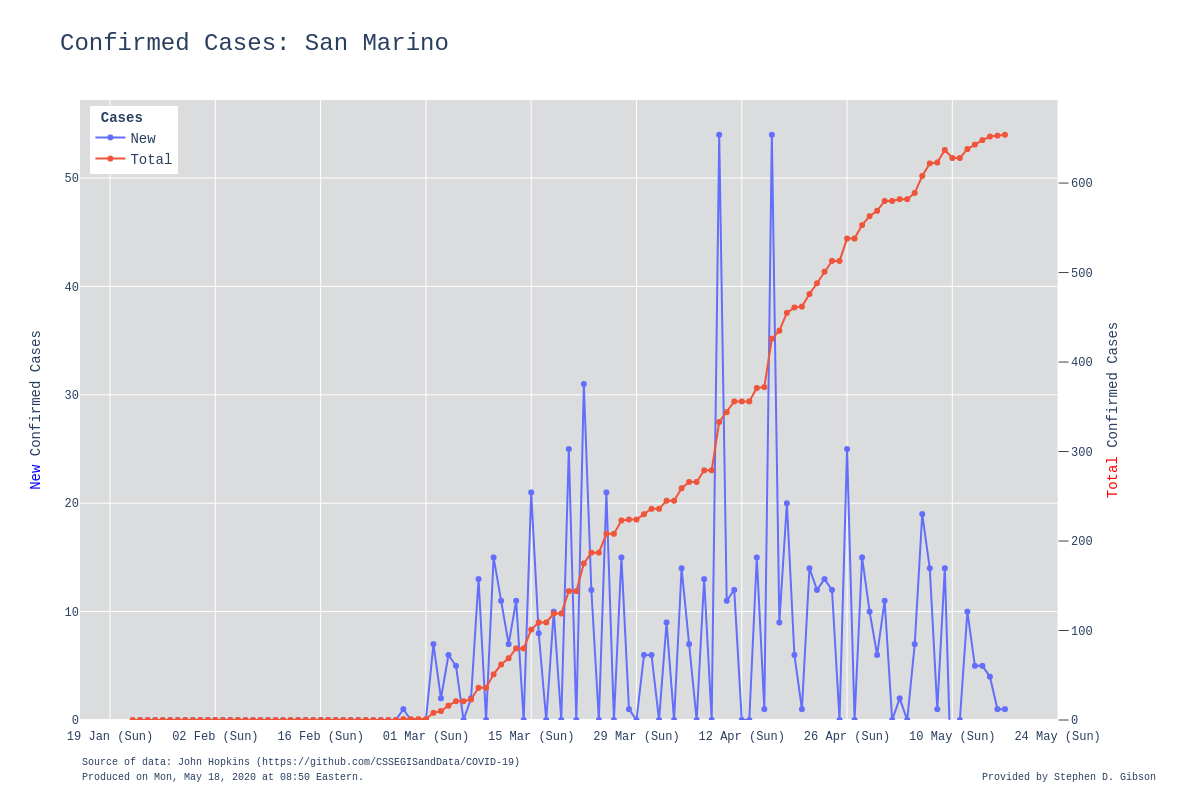 Confirmed Cases: San Marino
Cases
New
Total
50
40
30
20
10
0
600
500
400
300
200
100
0
New Confirmed Cases
Total Confirmed Cases
19 Jan (Sun) 02 Feb (Sun) 16 Feb (Sun) 01 Mar (Sun) 15 Mar (Sun) 29 Mar (Sun) 12 Apr (Sun) 26 Apr (Sun) 10 May (Sun) 24 May (Sun)
Source of data: John Hopkins (https://github.com/CSSEGISandData/COVID-19)
Produced on Mon, May 18, 2020 at 08:50 Eastern.
Provided by Stephen D. Gibson